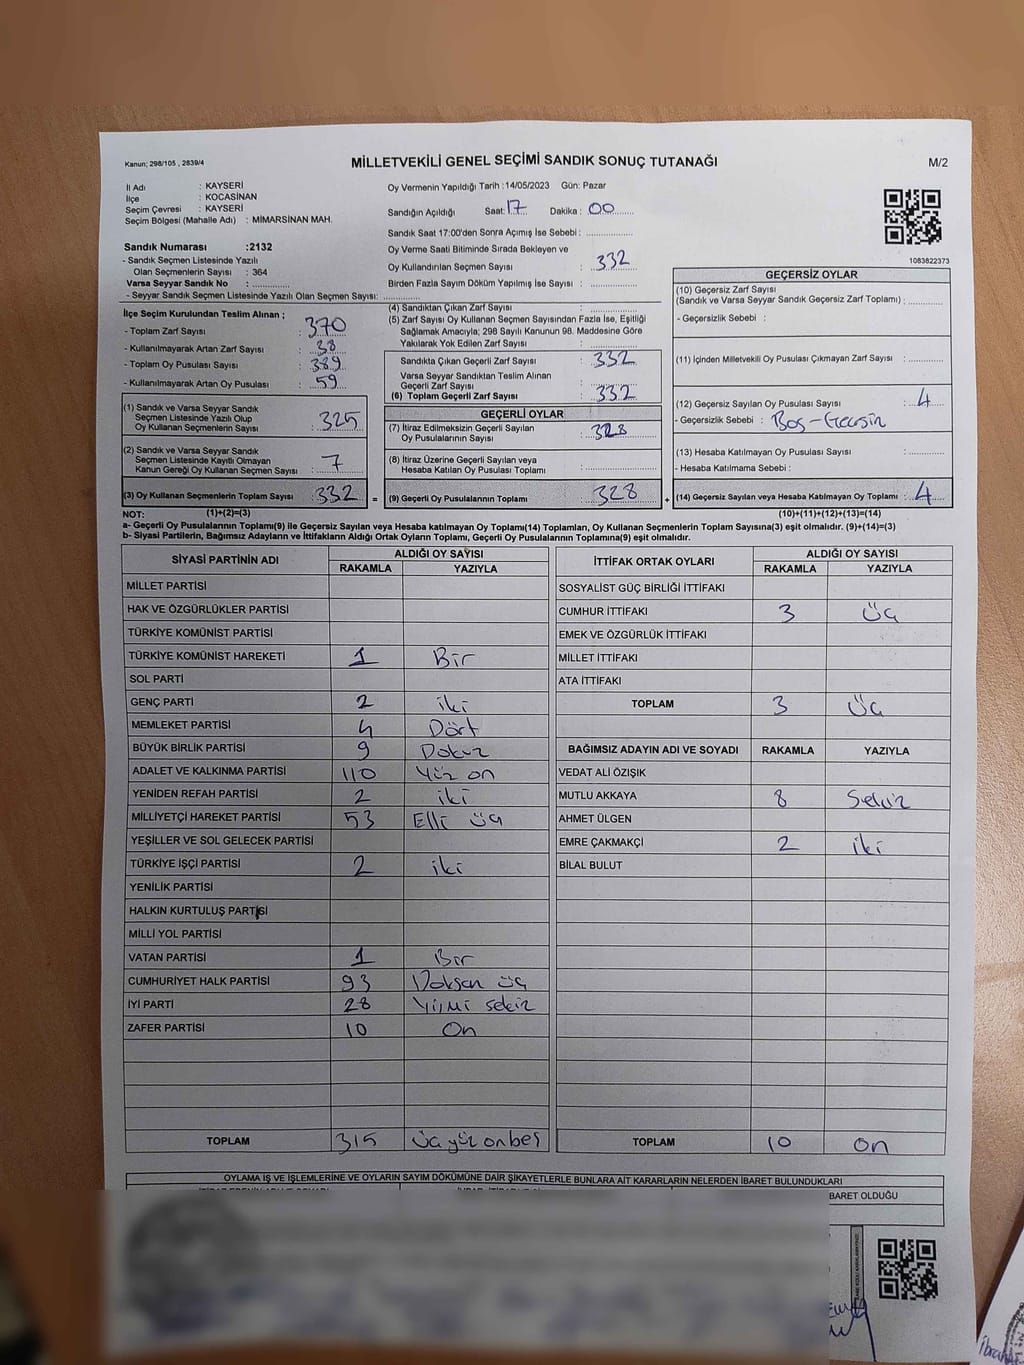 Kanun; 298/105 , 2839/4
MİLLETVEKİLİ GENEL SEÇİMİ SANDIK SONUÇ TUTANAĞI
M/2
İl Adı : KAYSERİ
İlçe : KOCASİNAN
Seçim Çevresi : KAYSERİ
Seçim Bölgesi (Mahalle Adı) : MİMARSİNAN MAH.
Sandık Numarası :2132
- Sandık Seçmen Listesinde Yazılı
Olan Seçmenlerin Sayısı : 364
Varsa Seyyar Sandık No :
- Seyyar Sandık Seçmen Listesinde Yazılı Olan Seçmen Sayısı:
Oy Vermenin Yapıldığı Tarih :14/05/2023 Gün: Pazar
Sandığın Açıldığı Saat: 17 Dakika : 00
Sandık Saat 17:00'den Sonra Açımış İse Sebebi :
Oy Verme Saati Bitiminde Sırada Bekleyen ve
Oy Kullandırılan Seçmen Sayısı : 332
Birden Fazla Sayım Döküm Yapılmış İse Sayısı :
1083822373
İlçe Seçim Kurulundan Teslim Alınan ;
- Toplam Zarf Sayısı : 370
- Kullanılmayarak Artan Zarf Sayısı : 38
- Toplam Oy Pusulası Sayısı : 389
- Kullanılmayarak Artan Oy Pusulası : 59
(1) Sandık ve Varsa Seyyar Sandık
Seçmen Listesinde Yazılı Olup
Oy Kullanan Seçmenlerin Sayısı : 325
(2) Sandık ve Varsa Seyyar Sandık
Seçmen Listesinde Kayıtlı Olmayan
Kanun Gereği Oy Kullanan Seçmen Sayısı : 7
(3) Oy Kullanan Seçmenlerin Toplam Sayısı : 332 =
(4) Sandıktan Çıkan Zarf Sayısı :
(5) Zarf Sayısı Oy Kullanan Seçmen Sayısından Fazla İse, Eşitliği
Sağlamak Amacıyla; 298 Sayılı Kanunun 98. Maddesine Göre
Yakılarak Yok Edilen Zarf Sayısı :
Sandıkta Çıkan Geçerli Zarf Sayısı : 332
Varsa Seyyar Sandıktan Teslim Alınan
Geçerli Zarf Sayısı :
(6) Toplam Geçerli Zarf Sayısı : 332
GEÇERLİ OYLAR
(7) İtiraz Edilmeksizin Geçerli Sayılan
Oy Pusulalarının Sayısı : 328
(8) İtiraz Üzerine Geçerli Sayılan veya
Hesaba Katılan Oy Pusulası Toplamı :
(9) Geçerli Oy Pusulalarının Toplamı : 328 +
GEÇERSİZ OYLAR
(10) Geçersiz Zarf Sayısı
(Sandık ve Varsa Seyyar Sandık Geçersiz Zarf Toplamı) :
- Geçersizlik Sebebi :
(11) İçinden Milletvekili Oy Pusulası Çıkmayan Zarf Sayısı :
(12) Geçersiz Sayılan Oy Pusulası Sayısı : 4
- Geçersizlik Sebebi : Boş-Geçersiz
(13) Hesaba Katılmayan Oy Pusulası Sayısı :
- Hesaba Katılmama Sebebi :
(14) Geçersiz Sayılan veya Hesaba Katılmayan Oy Toplamı : 4
NOT: (1)+(2)=(3) (10)+(11)+(12)+(13)=(14)
a- Geçerli Oy Pusulalarının Toplamı(9) ile Geçersiz Sayılan veya Hesaba katılmayan Oy Toplamı(14) Toplamları, Oy Kullanan Seçmenlerin Toplam Sayısına(3) eşit olmalıdır. (9)+(14)=(3)
b- Siyasi Partilerin, Bağımsız Adayların ve İttifakların Aldığı Ortak Oyların Toplamı, Geçerli Oy Pusulalarının Toplamına(9) eşit olmalıdır.
SİYASİ PARTİNİN ADI ALDIĞI OY SAYISI
RAKAMLA YAZIYLA
MİLLET PARTİSİ
HAK VE ÖZGÜRLÜKLER PARTİSİ
TÜRKİYE KOMÜNİST PARTİSİ
TÜRKİYE KOMÜNİST HAREKETİ 1 Bir
SOL PARTİ
GENÇ PARTİ 2 iki
MEMLEKET PARTİSİ 4 Dört
BÜYÜK BİRLİK PARTİSİ 9 Dokuz
ADALET VE KALKINMA PARTİSİ 110 Yüz on
YENİDEN REFAH PARTİSİ 2 iki
MİLLİYETÇİ HAREKET PARTİSİ 53 Elli üç
YEŞİLLER VE SOL GELECEK PARTİSİ
TÜRKİYE İŞÇİ PARTİSİ 2 iki
YENİLİK PARTİSİ
HALKIN KURTULUŞ PARTİSİ
MİLLİ YOL PARTİSİ
VATAN PARTİSİ 1 Bir
CUMHURİYET HALK PARTİSİ 93 Doksan üç
İYİ PARTİ 28 Yirmi sekiz
ZAFER PARTİSİ 10 On
TOPLAM 315 üç yüz onbeş
İTTİFAK ORTAK OYLARI ALDIĞI OY SAYISI
RAKAMLA YAZIYLA
SOSYALİST GÜÇ BİRLİĞİ İTTİFAKI
CUMHUR İTTİFAKI 3 üç
EMEK VE ÖZGÜRLÜK İTTİFAKI
MİLLET İTTİFAKI
ATA İTTİFAKI
TOPLAM 3 üç
BAĞIMSIZ ADAYIN ADI VE SOYADI RAKAMLA YAZIYLA
VEDAT ALİ ÖZIŞIK
MUTLU AKKAYA 8 Sekiz
AHMET ÜLGEN
EMRE ÇAKMAKÇI 2 iki
BİLAL BULUT
TOPLAM 10 on
OYLAMA İŞ VE İŞLEMLERİNE VE OYLARIN SAYIM DÖKÜMÜNE DAİR ŞİKAYETLERLE BUNLARA AİT KARARLARIN NELERDEN İBARET BULUNDUKLARI
BARET OLDUĞU